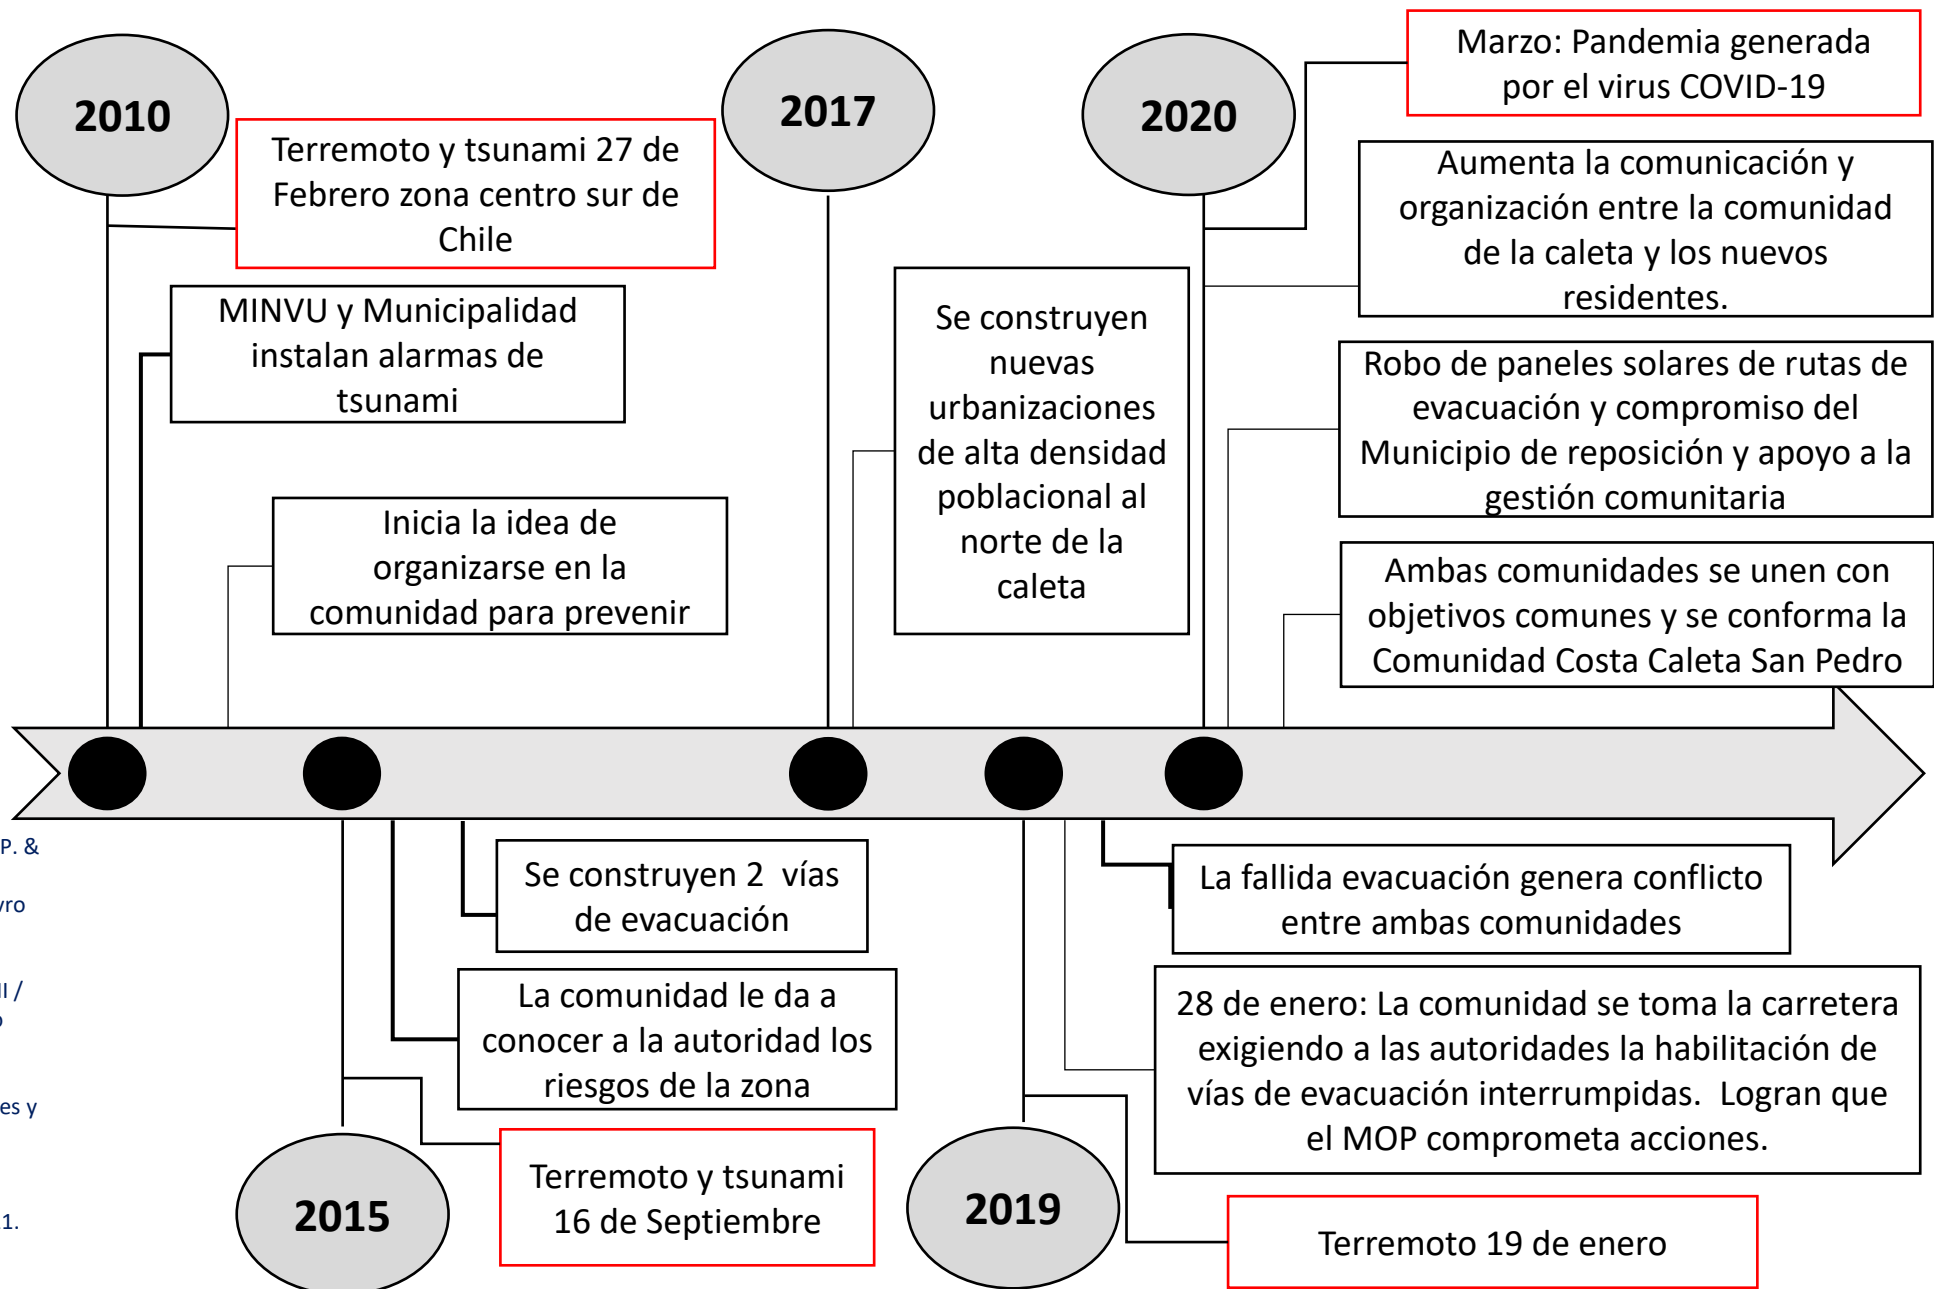 2010
Terremoto y tsunami 27 de
Febrero zona centro sur de
Chile
MINVU y Municipalidad
instalan alarmas de
tsunami
Inicia la idea de
organizarse en la
comunidad para prevenir
2017
Se construyen
nuevas
urbanizaciones
de alta densidad
poblacional al
norte de la
caleta
2020
Marzo: Pandemia generada
por el virus COVID-19
Aumenta la comunicación y
organización entre la comunidad
de la caleta y los nuevos
residentes.
Robo de paneles solares de rutas de
evacuación y compromiso del
Municipio de reposición y apoyo a la
gestión comunitaria
Ambas comunidades se unen con
objetivos comunes y se conforma la
Comunidad Costa Caleta San Pedro
P. &
es y
Se construyen 2 vías
de evacuación
La comunidad le da a
conocer a la autoridad los
riesgos de la zona
Terremoto y tsunami
16 de Septiembre
2015
La fallida evacuación genera conflicto
entre ambas comunidades
28 de enero: La comunidad se toma la carretera
exigiendo a las autoridades la habilitación de
vías de evacuación interrumpidas. Logran que
el MOP comprometa acciones.
2019
Terremoto 19 de enero